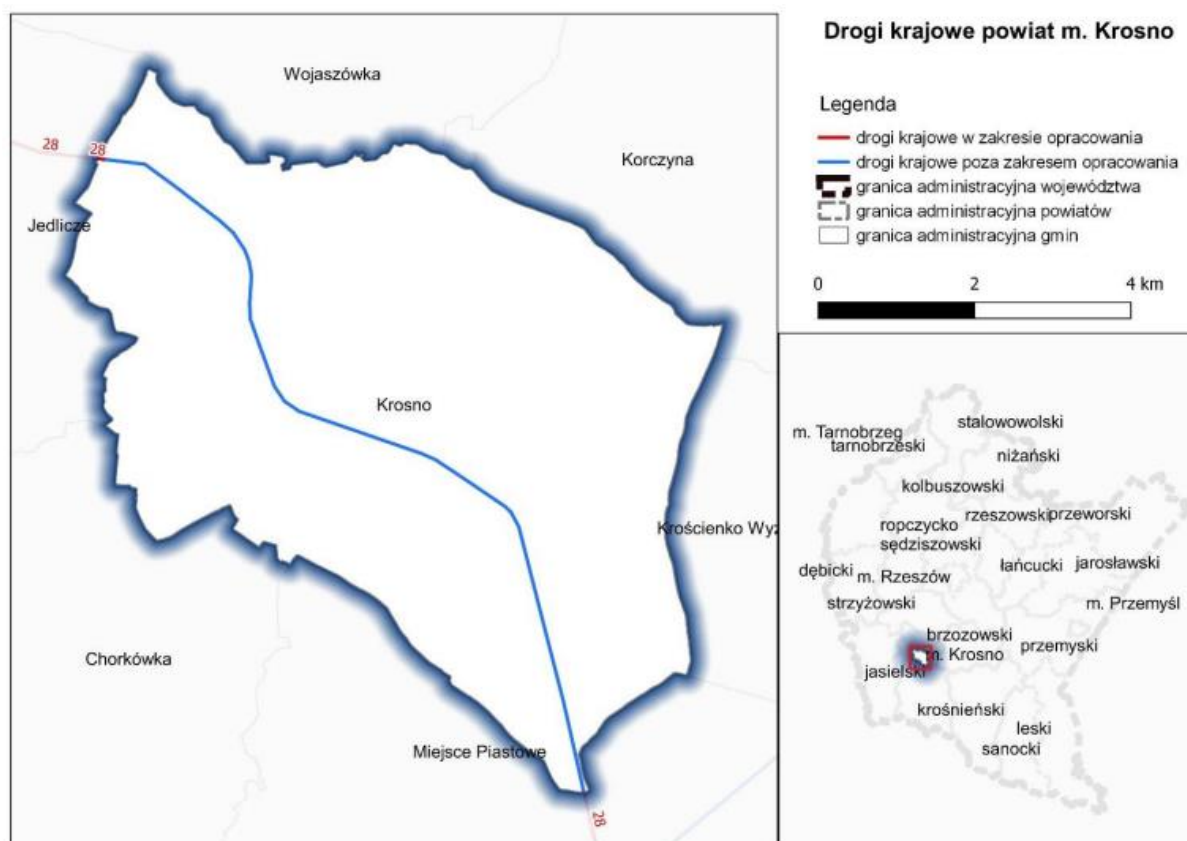 Drogi krajowe powiat m. Krosno
Legenda
drogi krajowe w zakresie opracowania
drogi krajowe poza zakresem opracowania
granica administracyjna województwa
granica administracyjna powiatów
granica administracyjna gmin
0 2 4 km
Wojaszówka
28 28
Korczyna
Jedlicze
Krosno
Krościenko Wyż
Chorkówka
Miejsce Piastowe
28
stalowowolski
m. Tarnobrzeg
tarnobrzeski
niżański
kolbuszowski
rzeszowski przeworski
ropczycko
sędziszowski
łańcucki jarosławski
dębicki m. Rzeszów
strzyżowski m. Przemyśl
brzozowski
przemyski
m. Krosno
jasielski
krośnieński
leski
sanocki